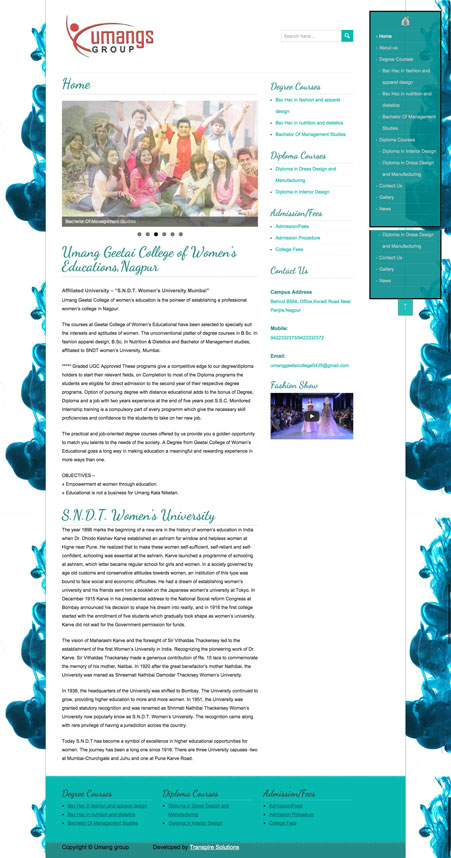 umangs
GROUP
Search here ...
Home
Bachelor Of Management Studies
Umang Geetai College of Women's
Educations,Nagpur
Affiliated University – "S.N.D.T. Women's University Mumbai"
Umang Geetai College of women's education is the poineer of establishing a professional
women's college in Nagpur.
The courses at Geetai College of Women's Educational have been selected to specially suit
the interests and aptitudes of women. The unconventional platter of degree courses in B.Sc. In
fashion apparel design, B.Sc. In Nutrition & Dietetics and Bachelor of Management studies,
affiliated to SNDT women's University, Mumbai.
***** Graded UGC Approved These programs give a competitive edge to our degree/diploma
holders to start their relevant fields, on Completion to most of the Diploma programs the
students are eligible for direct admission to the second year of their respective degree
programs. Option of pursuing degree with distance educational adds to the bonus of Degree,
Diploma and a job with two years experience at the end of five years post S.S.C. Monitored
Internship training is a compulsory part of every programm which give the necessary skill
proficiencies and confidence to the students to take on her new job.
The practical and job-oriented degree courses offered by us provide you a golden opportunity
to match you talents to the needs of the society. A Degree from Geetai College of Women's
Educational goes a long way in making education a meaningful and rewarding experience in
more ways than one.
OBJECTIVES –
+ Empowerment at women through education.
+ Educational is not a business for Umang Kala Niketan.
S.N.D.T. Women's University
The year 1896 marks the beginning of a new era in the history of women's education in India
when Dr. Dhodo Keshav Karve established an ashram for window and helpless women at
Higne near Pune. He realized that to make these women self-sufficient, self-reliant and self-
confident, schooling was essential at the ashram. Karve launched a programme of schooling
at ashram, which letter became regular school for girls and women. In a society governed by
age old customs and conservative attitudes towards women, an institution of this type was
bound to face social and economic difficulties. He had a dream of establishing women's
university and his friends sent him a booklet on the Japanese women's university at Tokyo. In
December 1915 Karve in his presidential address to the National Social reform Congress at
Bombay announced his decision to shape his dream into reality, and in 1916 the first college
started with the enrollment of five students which gradually took shape as women's university.
Karve did not wait for the Government permission for funds.
The vision of Maharashi Karve and the foresight of Sir Vithaldas Thackersey led to the
establishment of the first Women's University in India. Recognizing the pioneering work of Dr.
Karve. Sir Vithaldas Thackersey made a generous contribution of Rs. 15 lacs to commemorate
the memory of his mother, Natibai. In 1920 after the great benefactor's mother Nathibai, the
University was named as Shreemati Nathibai Damodar Thackrsey Women's University.
In 1936, the headquarters of the University was shifted to Bombay. The University continued to
grow, providing higher education to more and more women. In 1951, the University was
granted statutory recognition and was renamed as Shrimati Nathibai Thackersey Women's
University now popularly know as S.N.D.T. Women's University. The recognition came along
with rare privilege of having a jurisdiction across the country.
Today S.N.D.T.has become a symbol of excellence in higher educational opportunities for
women. The journey has been a long one since 1916. There are three University capuses -two
at Mumbai-Churchgate and Juhu and one at Pune Karve Road.
Degree Courses
Bsc Hsc in fashion and apparel
design
Bsc Hsc in nutrition and dietetics
Bachelor Of Management Studies
Diploma Courses
Diploma in Dress Design and
Manufacturing
Diploma in Interior Design
Admission/Fees
Admission/Fees
Admission Procedure
College Fees
Contact Us
Campus Address
Behind BSNL Office,Koradi Road Near
Panjra,Nagpur
Mobile:
9422332373/9422332372
Email:
umanggeetaicollege0425@gmail.com
Fashion Show
Home
About us
Degree Courses
Bsc Hsc in fashion and
apparel design
Bsc Hsc in nutrition and
dietetics
Bachelor Of Management
Studies
Diploma Courses
Diploma in Interior Design
Diploma in Dress Design
and Manufacturing
Contact Us
Gallery
News
Diploma in Dress Design
and Manufacturing
Contact Us
Gallery
News
Degree Courses
Bsc Hsc in fashion and apparel design
Bsc Hsc in nutrition and dietetics
Bachelor Of Management Studies
Diploma Courses
Diploma in Dress Design and
Manufacturing
Diploma in Interior Design
Admission/Fees
Admission/Fees
Admission Procedure
College Fees
Copyright © Umang group
Developed by Transpire Solutions